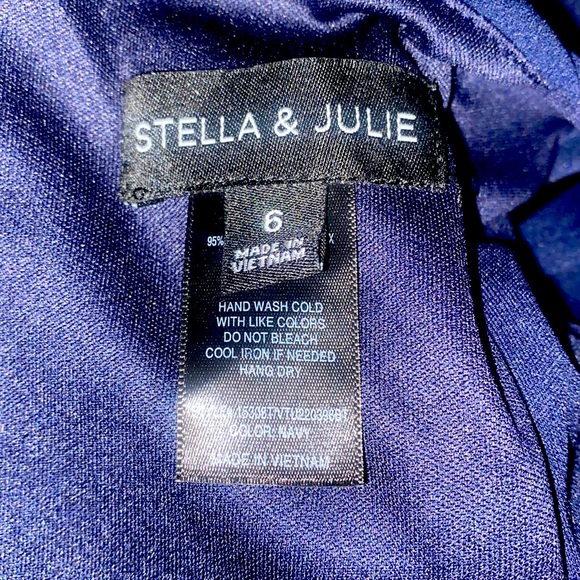 STELLA & JULIE
6
MADE IN
VIETNAM
95%
X
HAND WASH COLD
WITH LIKE COLORS
DO NOT BLEACH
COOL IRON IF NEEDED
HANG DRY
COLOR: NAVY
MADE IN VIETNAM